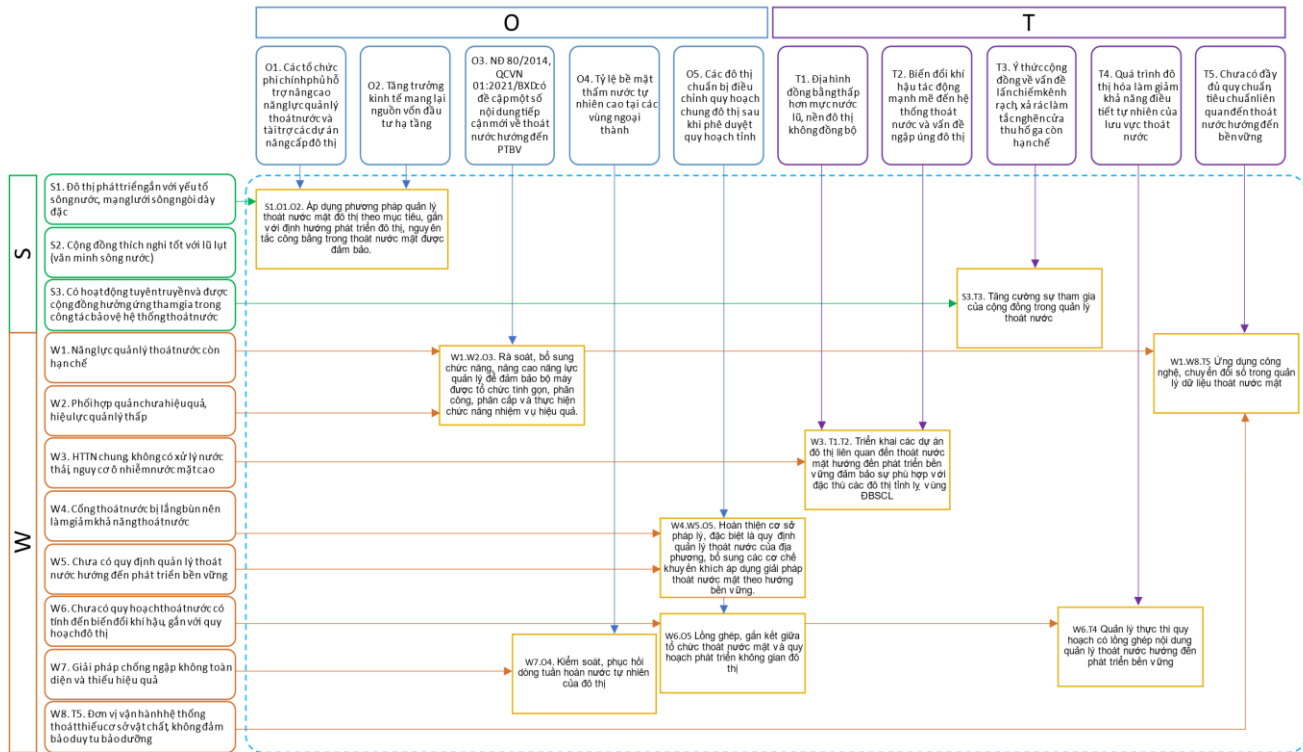 O
T
O1. Các tổ chức
phi chính phủ hỗ
trợ nâng cao
năng lực quản lý
thoát nước và
tài trợ các dự án
nâng cấp đô thị
O2. Tăng trưởng
kinh tế mang lại
nguồn vốn đầu
tư hạ tầng
O3. NĐ 80/2014,
QCVN
01:2021/BXD có
đề cập một số
nội dung tiếp
cận mới về thoát
nước hướng đến
PTBV
O4. Tỷ lệ bề mặt
thấm nước tự
nhiên cao tại các
vùng ngoại
thành
O5. Các đô thị
chuẩn bị điều
chỉnh quy hoạch
chung đô thị sau
khi phê duyệt
quy hoạch tỉnh
T1. Địa hình
đồng bằng thấp
hơn mực nước
lũ, nền đô thị
không đồng bộ
T2. Biến đổi khí
hậu tác động
mạnh mẽ đến hệ
thống thoát
nước và vấn đề
ngập úng đô thị
T3. Ý thức cộng
đồng về vấn đề
lấn chiếm kênh
rạch, xả rác làm
tắc nghẽn cửa
thu hố ga còn
hạn chế
T4. Quá trình đô
thị hóa làm giảm
khả năng điều
tiết tự nhiên của
lưu vực thoát
nước
T5. Chưa có đầy
đủ quy chuẩn,
tiêu chuẩn liên
quan đến thoát
nước hướng đến
bền vững
S
S1. Đô thị phát triển gắn với yếu tố
sông nước, mạng lưới sông ngòi dày
đặc
S2. Cộng đồng thích nghi tốt với lũ lụt
(văn minh sông nước)
S3. Có hoạt động tuyên truyền và được
cộng đồng hưởng ứng tham gia trong
công tác bảo vệ hệ thống thoát nước
W
W1. Năng lực quản lý thoát nước còn
hạn chế
W2. Phối hợp quản chưa hiệu quả,
hiệu lực quản lý thấp
W3. HTTN chung, không có xử lý nước
thải, nguy cơ ô nhiễm nước mặt cao
W4. Cống thoát nước bị lắng bùn nên
làm giảm khả năng thoát nước
W5. Chưa có quy định quản lý thoát
nước hướng đến phát triển bền vững
W6. Chưa có quy hoạch thoát nước có
tính đến biến đổi khí hậu, gắn với quy
hoạch đô thị
W7. Giải pháp chống ngập không toàn
diện và thiếu hiệu quả
W8. T5. Đơn vị vận hành hệ thống
thoát thiếu cơ sở vật chất, không đảm
bảo duy tu bảo dưỡng
S1.O1.O2. Áp dụng phương pháp quản lý
thoát nước mặt đô thị theo mục tiêu, gắn
với định hướng phát triển đô thị, nguyên
tắc công bằng trong thoát nước mặt được
đảm bảo.
S3.T3. Tăng cường sự tham gia
của cộng đồng trong quản lý
thoát nước
W1.W2.O3. Rà soát, bổ sung
chức năng, nâng cao năng lực
quản lý để đảm bảo bộ máy
được tổ chức tinh gọn, phân
công, phân cấp và thực hiện
chức năng nhiệm vụ hiệu quả.
W1.W8.T5 Ứng dụng công
nghệ, chuyển đổi số trong quản
lý dữ liệu thoát nước mặt
W3. T1.T2. Triển khai các dự án
đô thị liên quan đến thoát nước
mặt hướng đến phát triển bền
vững đảm bảo sự phù hợp với
đặc thù các đô thị tỉnh lỵ vùng
ĐBSCL
W4.W5.O5. Hoàn thiện cơ sở
pháp lý, đặc biệt là quy định
quản lý thoát nước của địa
phương, bổ sung các cơ chế
khuyến khích áp dụng giải pháp
thoát nước mặt theo hướng
bền vững.
W6.O5 Lồng ghép, gắn kết giữa
tổ chức thoát nước mặt và quy
hoạch phát triển không gian đô
thị
W6.T4 Quản lý thực thi quy
hoạch có lồng ghép nội dung
quản lý thoát nước hướng đến
phát triển bền vững
W7.O4. Kiểm soát, phục hồi
dòng tuần hoàn nước tự nhiên
của đô thị